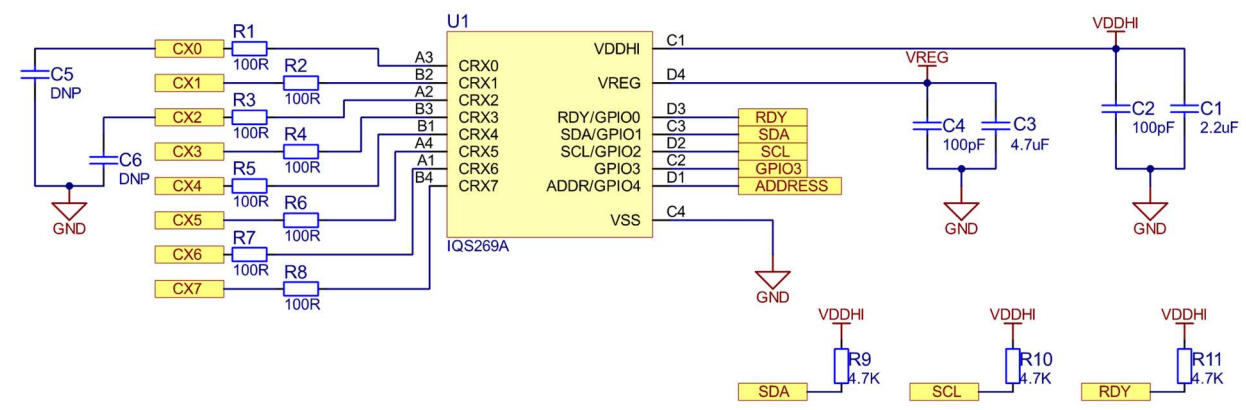 U1
VDDHI
CX0 R1 100R A3 CRX0 VDDHI C1
C5 DNP
CX1 R2 100R B2 CRX1 VREG D4 VREG
CX2 R3 100R A2 CRX2
CX3 R4 100R B3 CRX3 RDY/GPIO0 D3 RDY
C4 100pF C3 4.7uF C2 100pF C1 2.2uF
CX4 R5 100R B1 CRX4 SDA/GPIO1 C3 SDA
C6 DNP
CX5 R6 100R A4 CRX5 SCL/GPIO2 D2 SCL
CX6 R7 100R A1 CRX6 GPIO3 C2 GPIO3
CX7 R8 100R B4 CRX7 ADDR/GPIO4 D1 ADDRESS
VSS C4
GND GND GND
IQS269A
GND
VDDHI VDDHI VDDHI
R9 R10 R11
4.7K 4.7K 4.7K
SDA SCL RDY